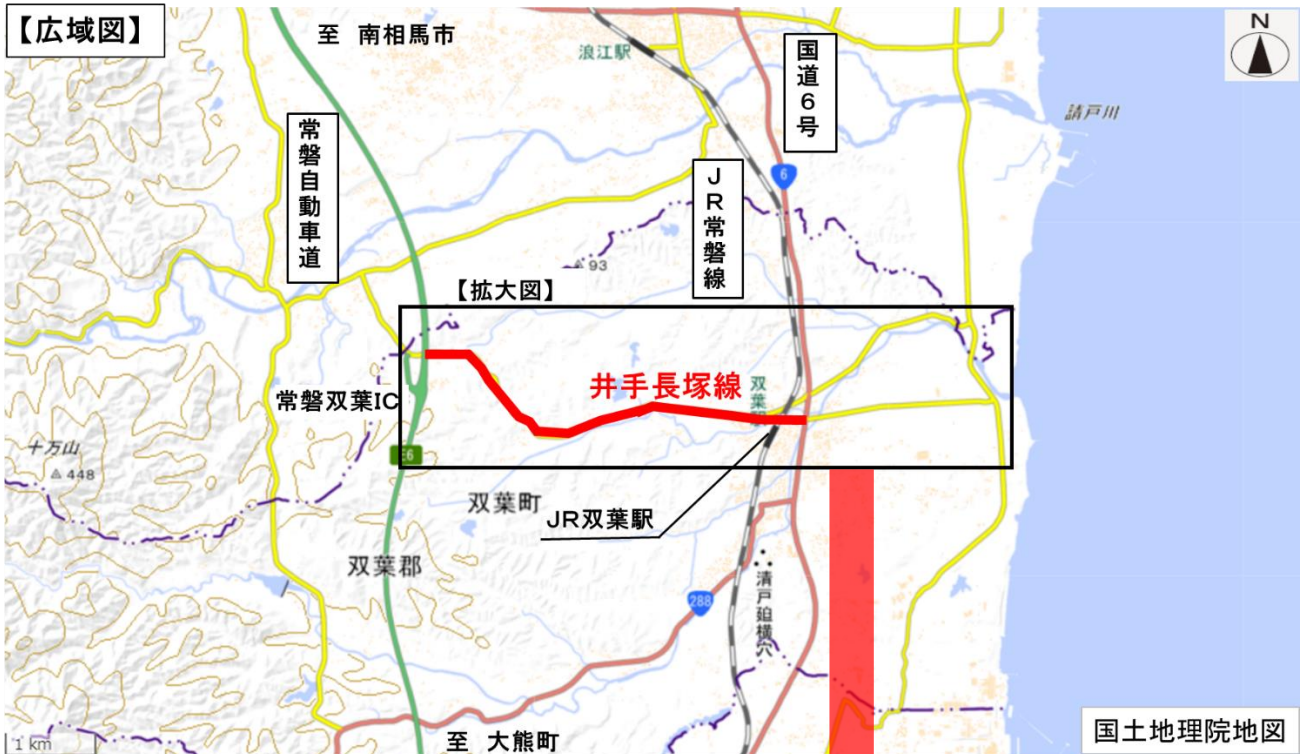 【広域図】
至 南相馬市
浪江駅
国道6号
N
請戸川
常磐自動車道
JR常磐線
6
93
【拡大図】
井手長塚線
双葉駅
常磐双葉IC
十万山
448
E6
双葉町
JR双葉駅
双葉郡
清戸廹横穴
288
至 大熊町
1 km
国土地理院地図